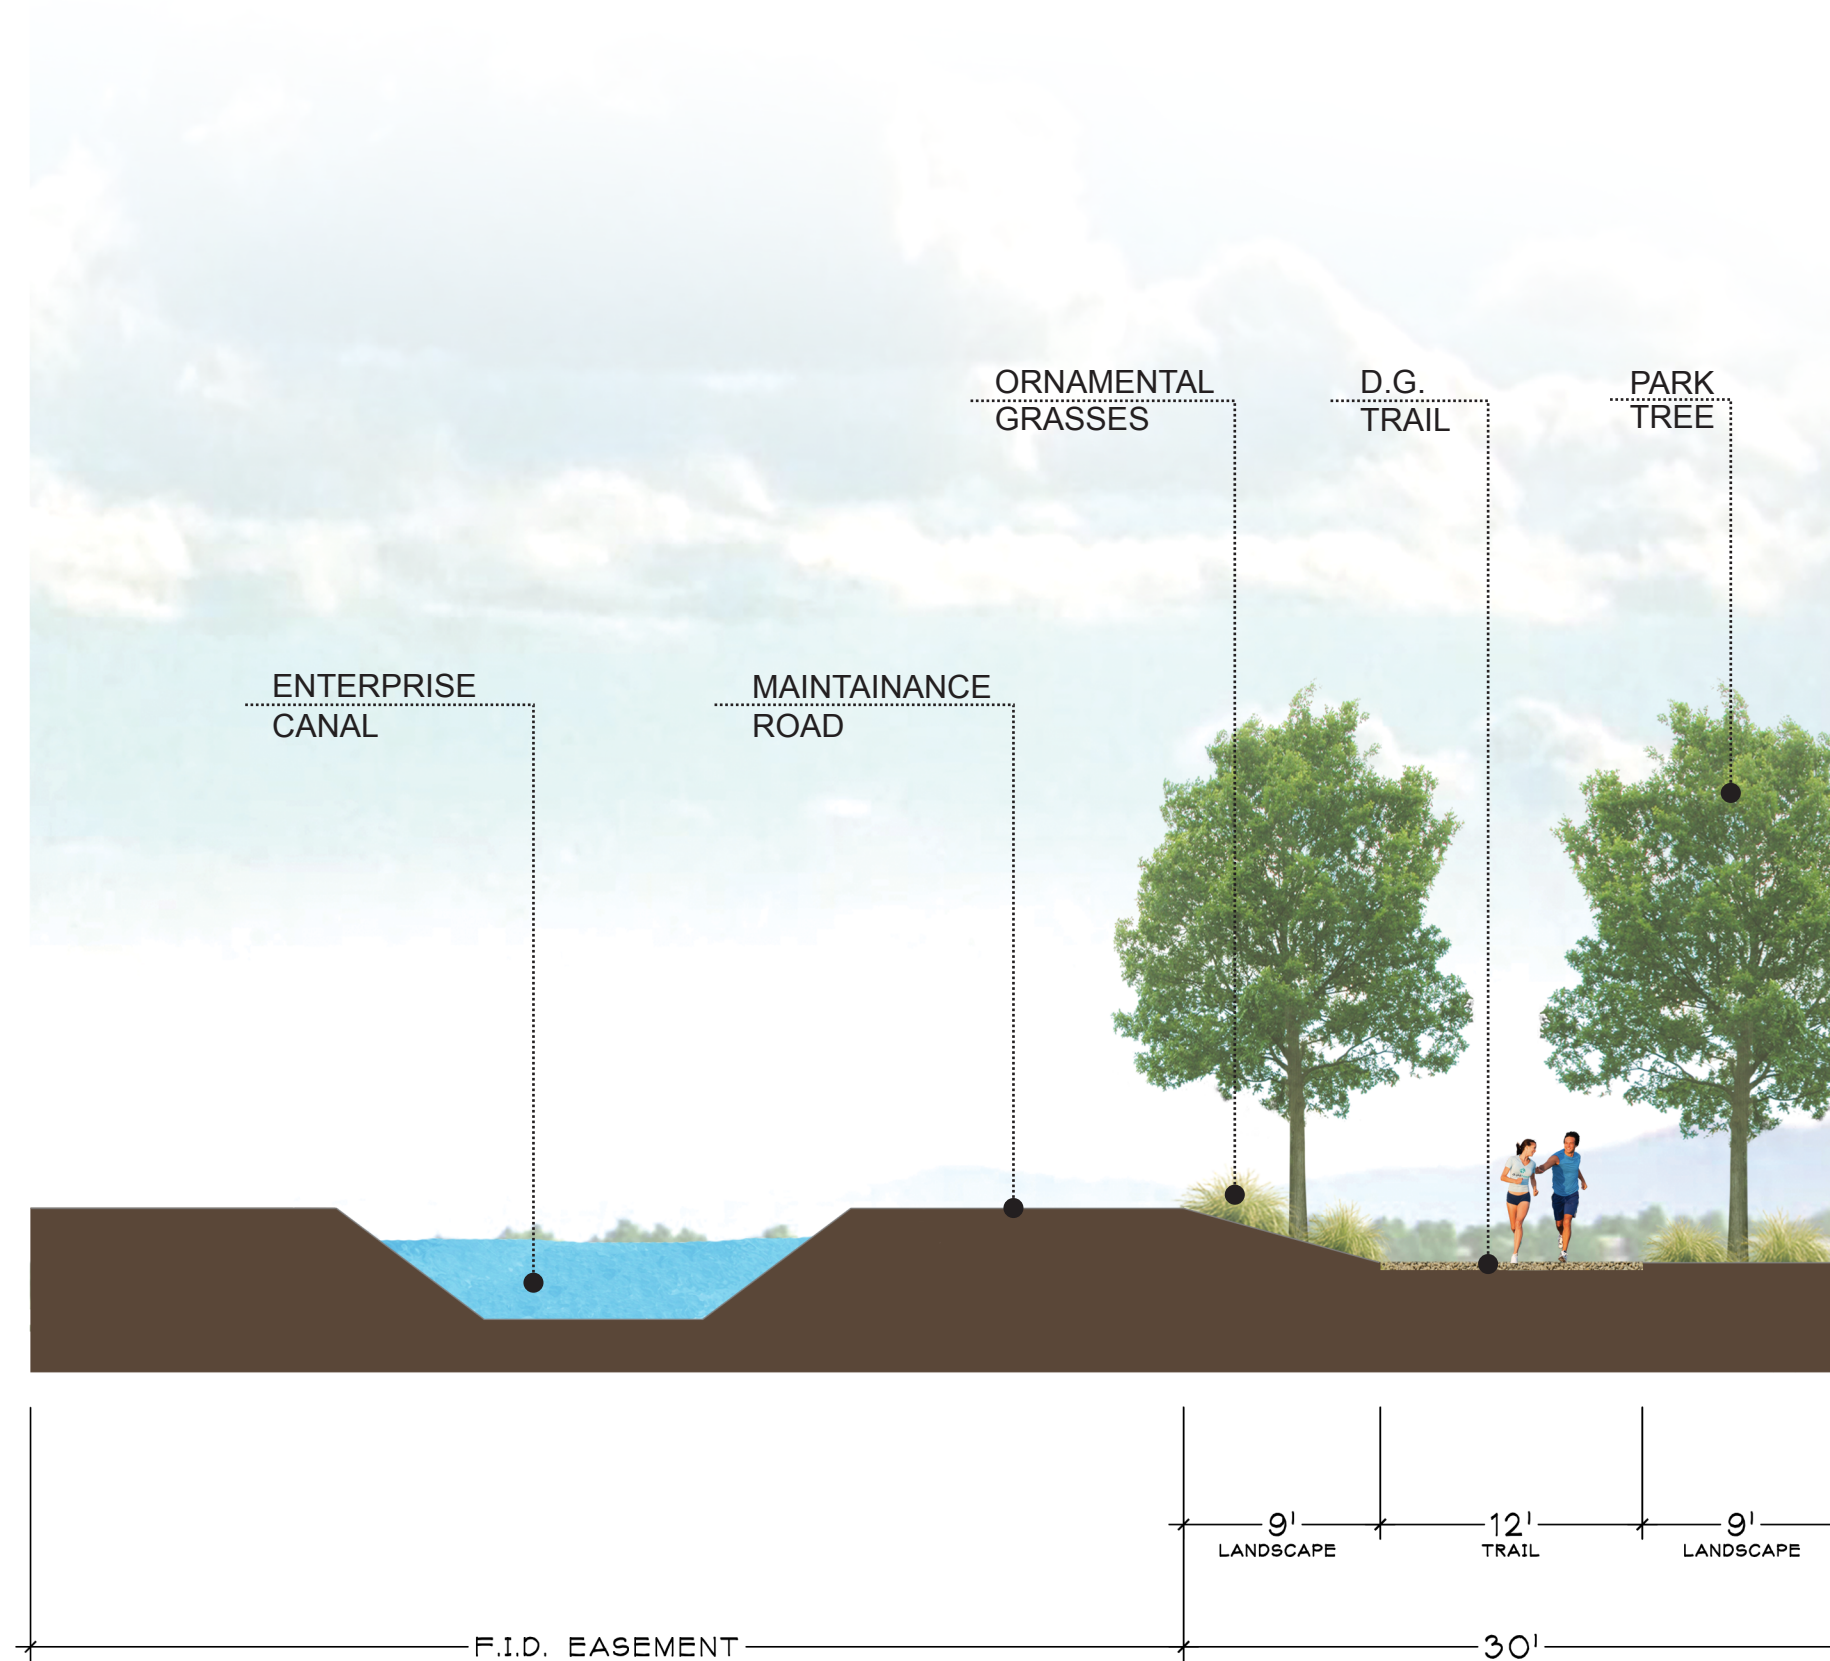 ORNAMENTAL
GRASSES
D.G.
TRAIL
PARK
TREE
ENTERPRISE
CANAL
MAINTAINANCE
ROAD
9'
LANDSCAPE
12'
TRAIL
9'
LANDSCAPE
F.I.D. EASEMENT
30'